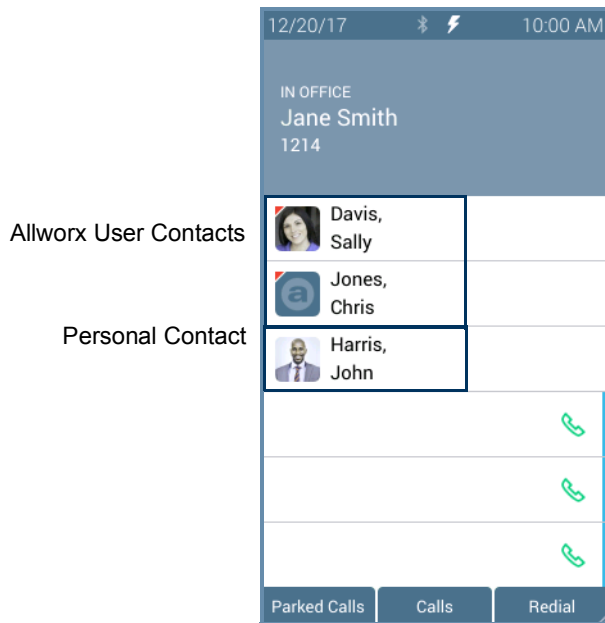 12/20/17 10:00 AM
IN OFFICE
Jane Smith
1214
Allworx User Contacts
Davis,
Sally
a
Jones,
Chris
Personal Contact
Harris,
John
Parked Calls Calls Redial